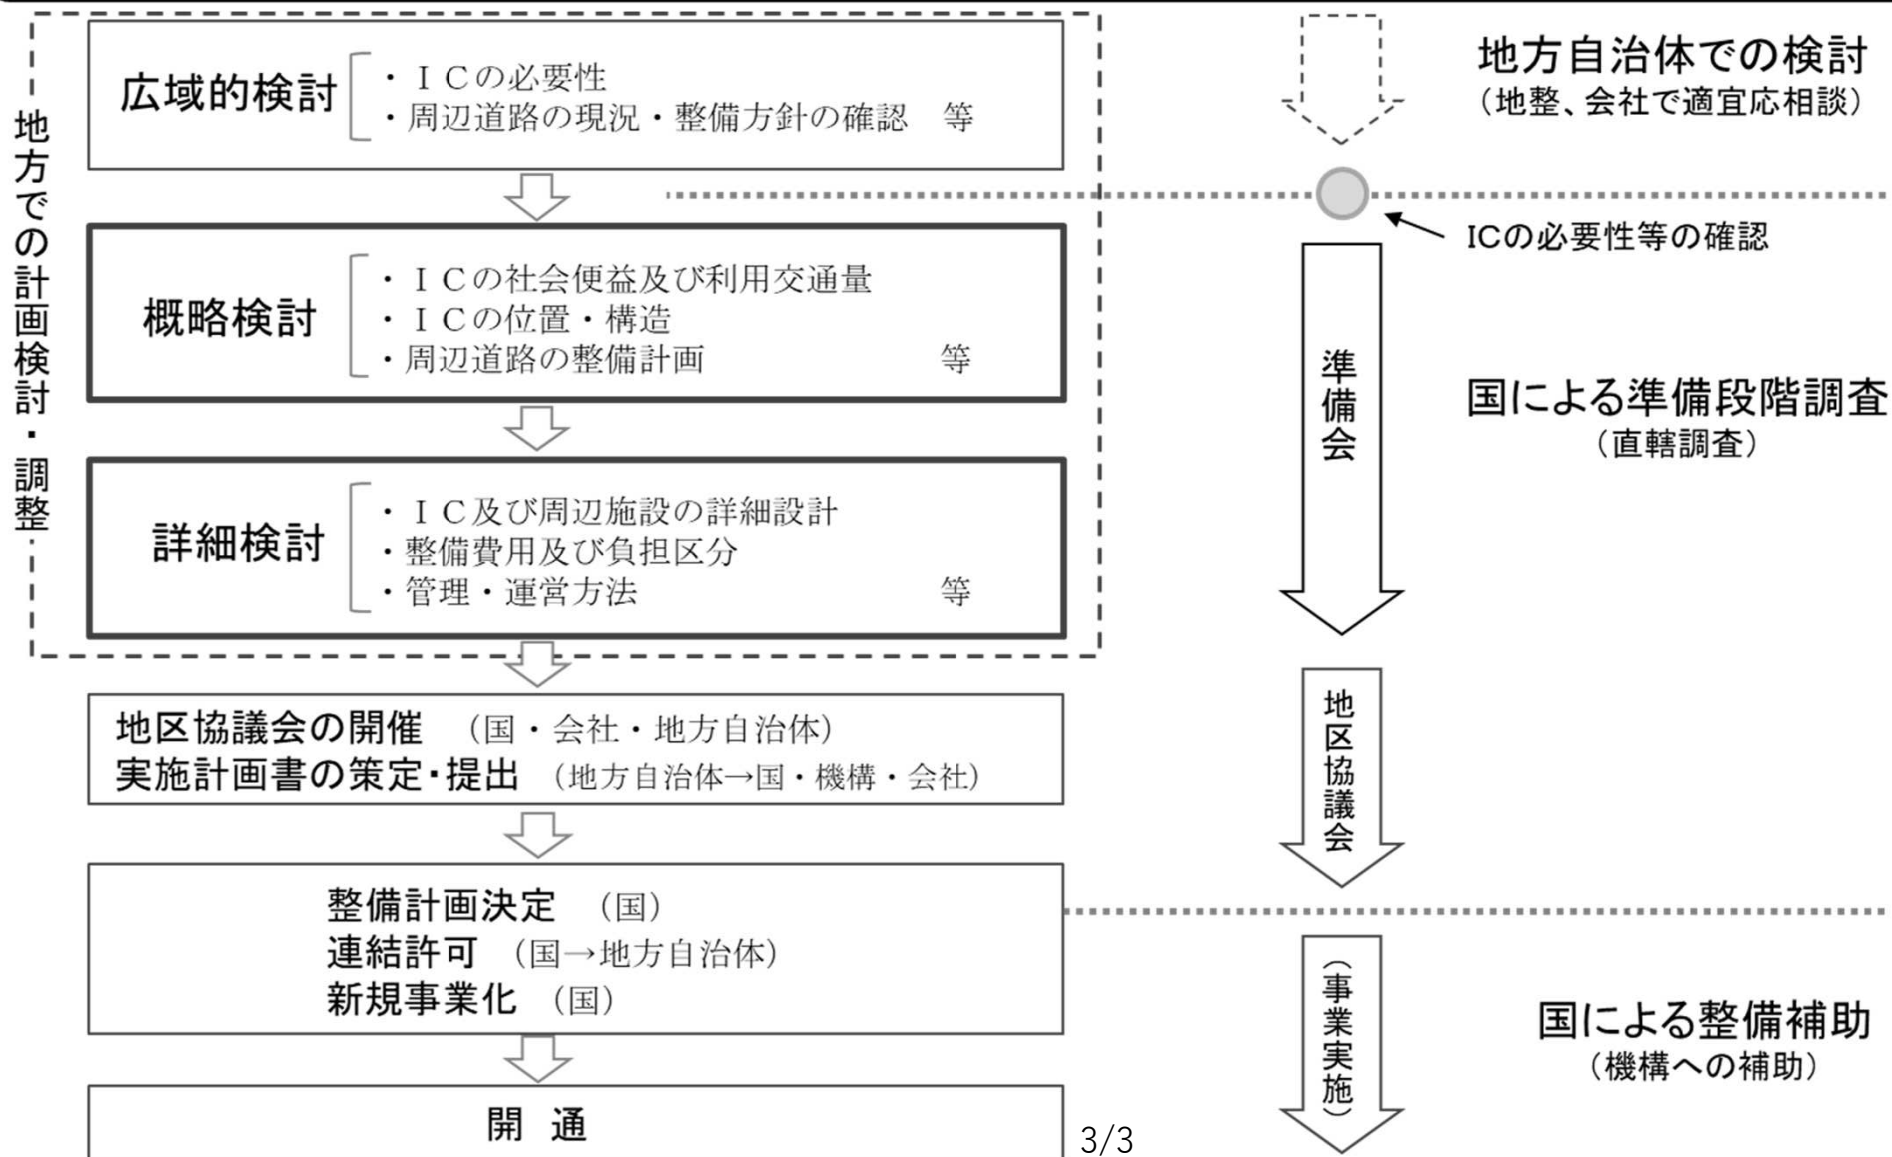 地方での計画検討・調整
広域的検討
・ＩＣの必要性
・周辺道路の現況・整備方針の確認　等
概略検討
・ＩＣの社会便益及び利用交通量
・ＩＣの位置・構造
・周辺道路の整備計画　等
詳細検討
・ＩＣ及び周辺施設の詳細設計
・整備費用及び負担区分
・管理・運営方法　等
地区協議会の開催　（国・会社・地方自治体）
実施計画書の策定・提出　（地方自治体→国・機構・会社）
整備計画決定　（国）
連結許可　（国→地方自治体）
新規事業化　（国）
開　通
地方自治体での検討
（地整、会社で適宜応相談）
ICの必要性等の確認
準備会
国による準備段階調査
（直轄調査）
地区協議会
（事業実施）
国による整備補助
（機構への補助）
3/3